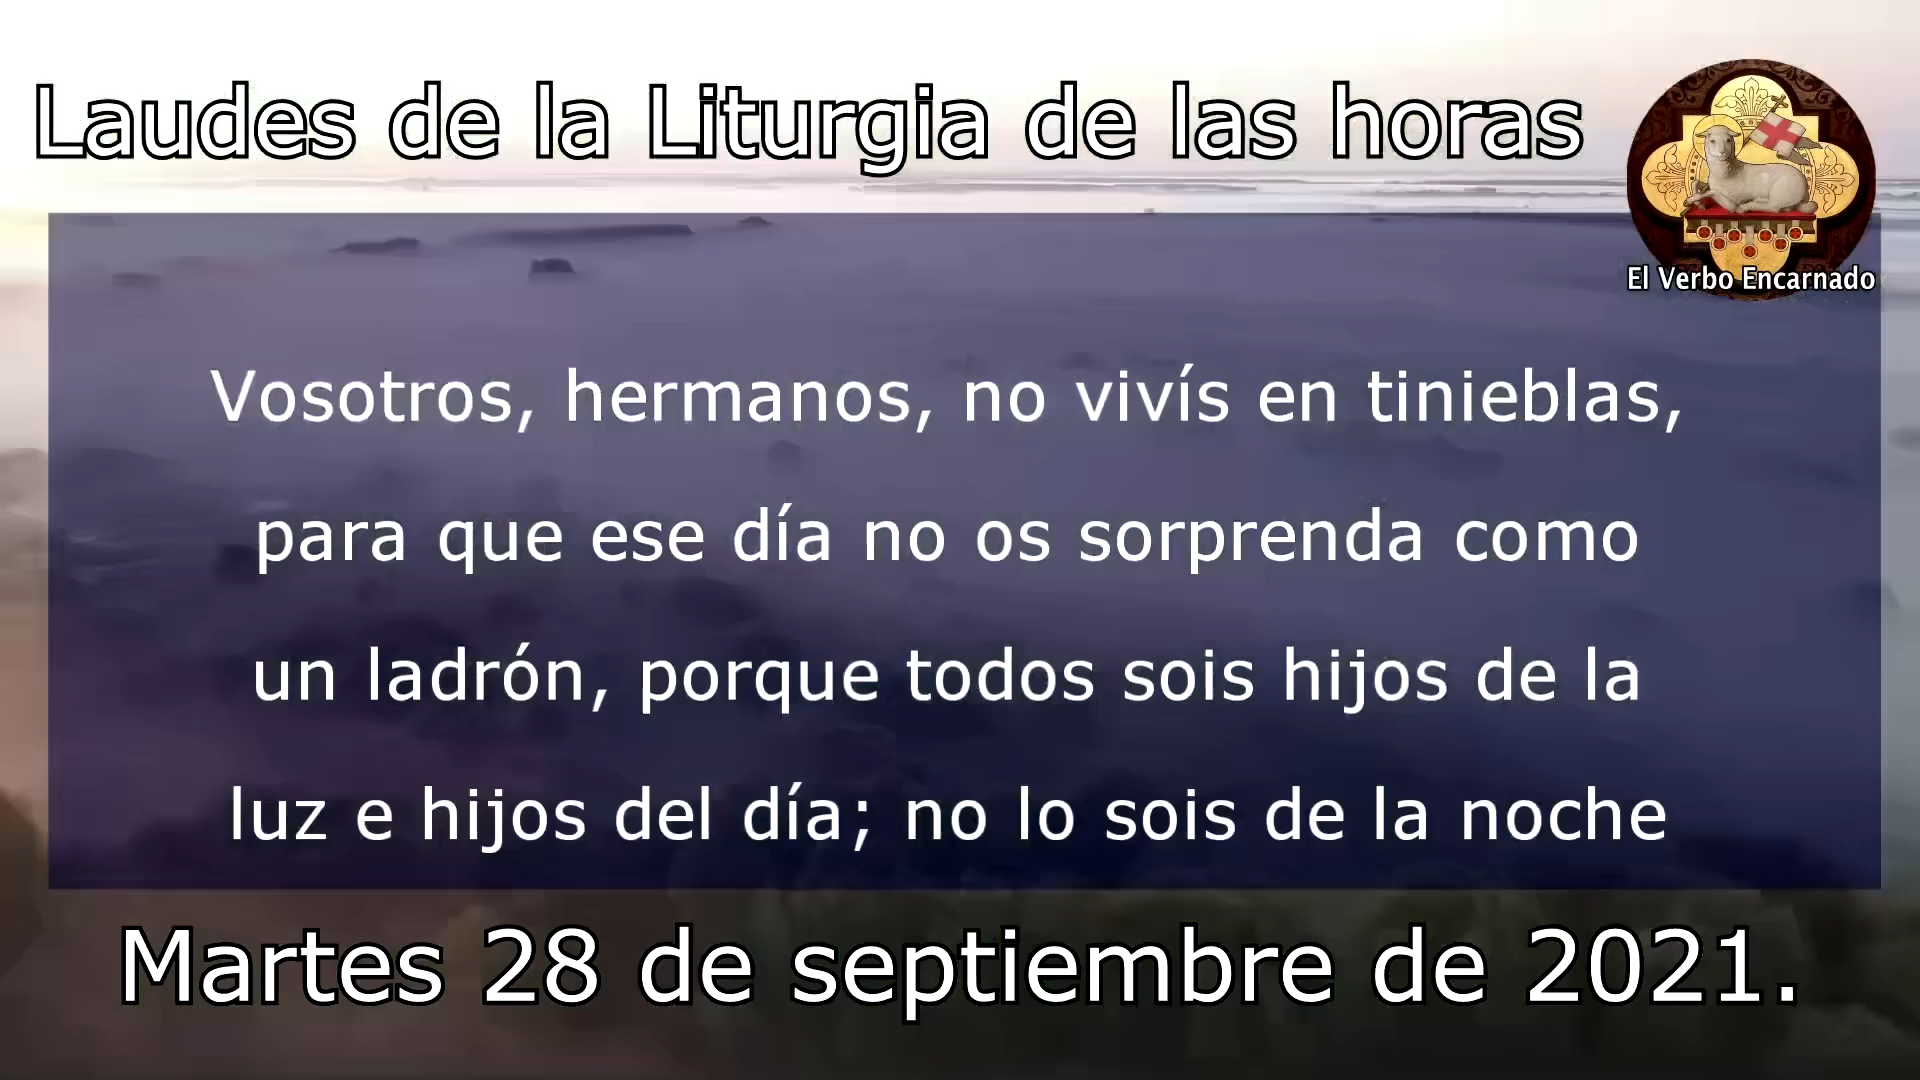 Laudes de la Liturgia de las horas
El Verbo Encarnado
Vosotros, hermanos, no vivís en tinieblas,
para que ese día no os sorprenda como
un ladrón, porque todos sois hijos de la
luz e hijos del día; no lo sois de la noche
Martes 28 de septiembre de 2021.